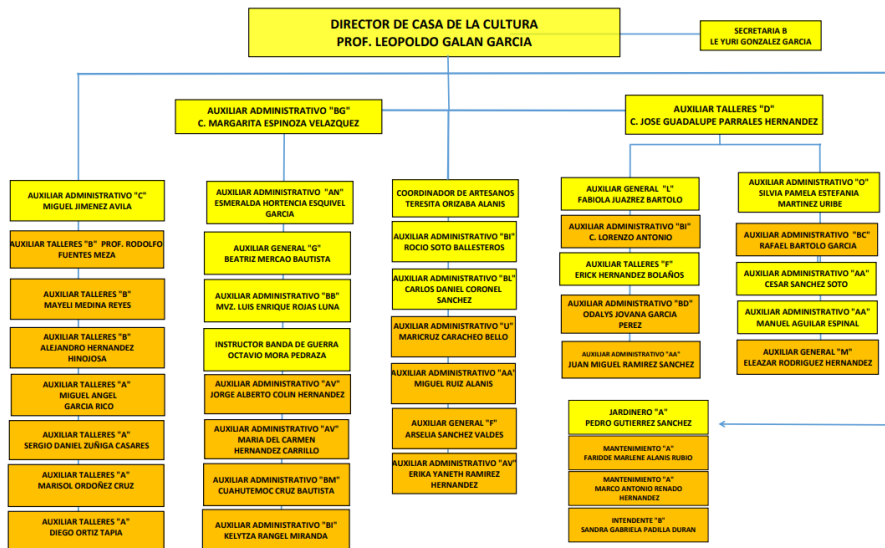 DIRECTOR DE CASA DE LA CULTURA
PROF. LEOPOLDO GALAN GARCIA
SECRETARIA B
LE YURI GONZALEZ GARCIA
AUXILIAR ADMINISTRATIVO "BG"
C. MARGARITA ESPINOZA VELAZQUEZ
AUXILIAR TALLERES "D"
C. JOSE GUADALUPE PARRALES HERNANDEZ
AUXILIAR ADMINISTRATIVO "C"
MIGUEL JIMENEZ AVILA
AUXILIAR TALLERES "B" PROF. RODOLFO
FUENTES MEZA
AUXILIAR TALLERES "B"
MAYELI MEDINA REYES
AUXILIAR TALLERES "B"
ALEJANDRO HERNANDEZ
HINOJOSA
AUXILIAR TALLERES "A"
MIGUEL ANGEL
GARCIA RICO
AUXILIAR TALLERES "A"
SERGIO DANIEL ZUÑIGA CASARES
AUXILIAR TALLERES "A"
MARISOL ORDOÑEZ CRUZ
AUXILIAR TALLERES "A"
DIEGO ORTIZ TAPIA
AUXILIAR ADMINISTRATIVO "AN"
ESMERALDA HORTENCIA ESQUIVEL
GARCIA
AUXILIAR GENERAL "G"
BEATRIZ MERCAO BAUTISTA
AUXILIAR ADMINISTRATIVO "BB"
MVZ. LUIS ENRIQUE ROJAS LUNA
INSTRUCTOR BANDA DE GUERRA
OCTAVIO MORA PEDRAZA
AUXILIAR ADMINISTRATIVO "AV"
JORGE ALBERTO COLIN HERNANDEZ
AUXILIAR ADMINISTRATIVO "AV"
MARIA DEL CARMEN
HERNANDEZ CARRILLO
AUXILIAR ADMINISTRATIVO "BM"
CUAHUTEMOC CRUZ BAUTISTA
AUXILIAR ADMINISTRATIVO "BI"
KELYTZA RANGEL MIRANDA
COORDINADOR DE ARTESANOS
TERESITA ORIZABA ALANIS
AUXILIAR ADMINISTRATIVO "BI"
ROCIO SOTO BALLESTEROS
AUXILIAR ADMINISTRATIVO "BL"
CARLOS DANIEL CORONEL
SANCHEZ
AUXILIAR ADMINISTRATIVO "U"
MARICRUZ CARACHEO BELLO
AUXILIAR ADMINISTRATIVO "AA"
MIGUEL RUIZ ALANIS
AUXILIAR GENERAL "F"
ARSELIA SANCHEZ VALDES
AUXILIAR ADMINISTRATIVO "AV"
ERIKA YANETH RAMIREZ
HERNANDEZ
AUXILIAR GENERAL "L"
FABIOLA JUAZREZ BARTOLO
AUXILIAR ADMINISTRATIVO "BI"
C. LORENZO ANTONIO
AUXILIAR TALLERES "F"
ERICK HERNANDEZ BOLAÑOS
AUXILIAR ADMINISTRATIVO "BD"
ODALYS JOVANA GARCIA
PEREZ
AUXILIAR ADMINISTRATIVO "AA"
JUAN MIGUEL RAMIREZ SANCHEZ
AUXILIAR ADMINISTRATIVO "O"
SILVIA PAMELA ESTEFANIA
MARTINEZ URIBE
AUXILIAR ADMINISTRATIVO "BC"
RAFAEL BARTOLO GARCIA
AUXILIAR ADMINISTRATIVO "AA"
CESAR SANCHEZ SOTO
AUXILIAR ADMINISTRATIVO "AA"
MANUEL AGUILAR ESPINAL
AUXILIAR GENERAL "M"
ELEAZAR RODRIGUEZ HERNANDEZ
JARDINERO "A"
PEDRO GUTIERREZ SANCHEZ
MANTENIMIENTO "A"
FARIDDE MARLENE ALANIS RUBIO
MANTENIMIENTO "A"
MARCO ANTONIO RENADO
HERNANDEZ
INTENDENTE "B"
SANDRA GABRIELA PADILLA DURAN